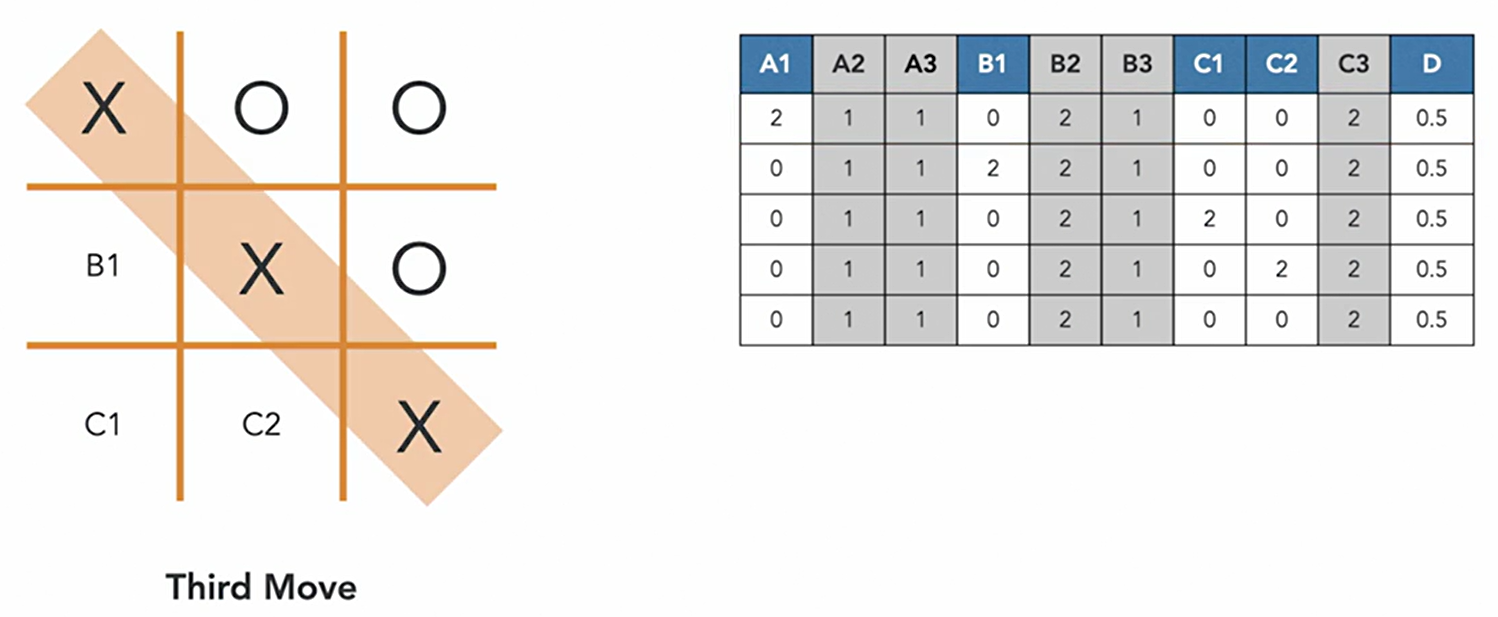 X O O
B1 X O
C1 C2 X
Third Move
A1 A2 A3 B1 B2 B3 C1 C2 C3 D
2 1 1 0 2 1 0 0 2 0.5
0 1 1 2 2 1 0 0 2 0.5
0 1 1 0 2 1 2 0 2 0.5
0 1 1 0 2 1 0 2 2 0.5
0 1 1 0 2 1 0 0 2 0.5